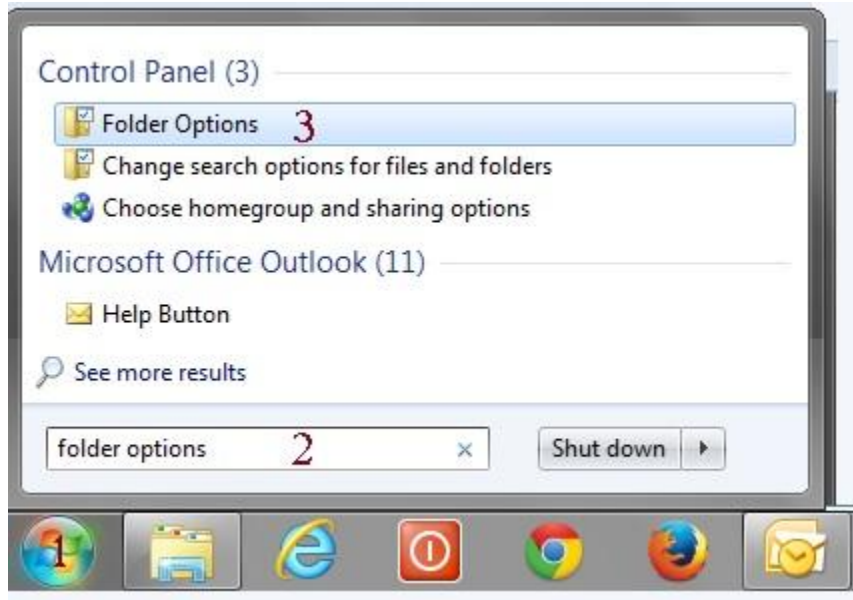 Control Panel (3)
Folder Options 3
Change search options for files and folders
Choose homegroup and sharing options
Microsoft Office Outlook (11)
Help Button
See more results
folder options 2 Shut down
1